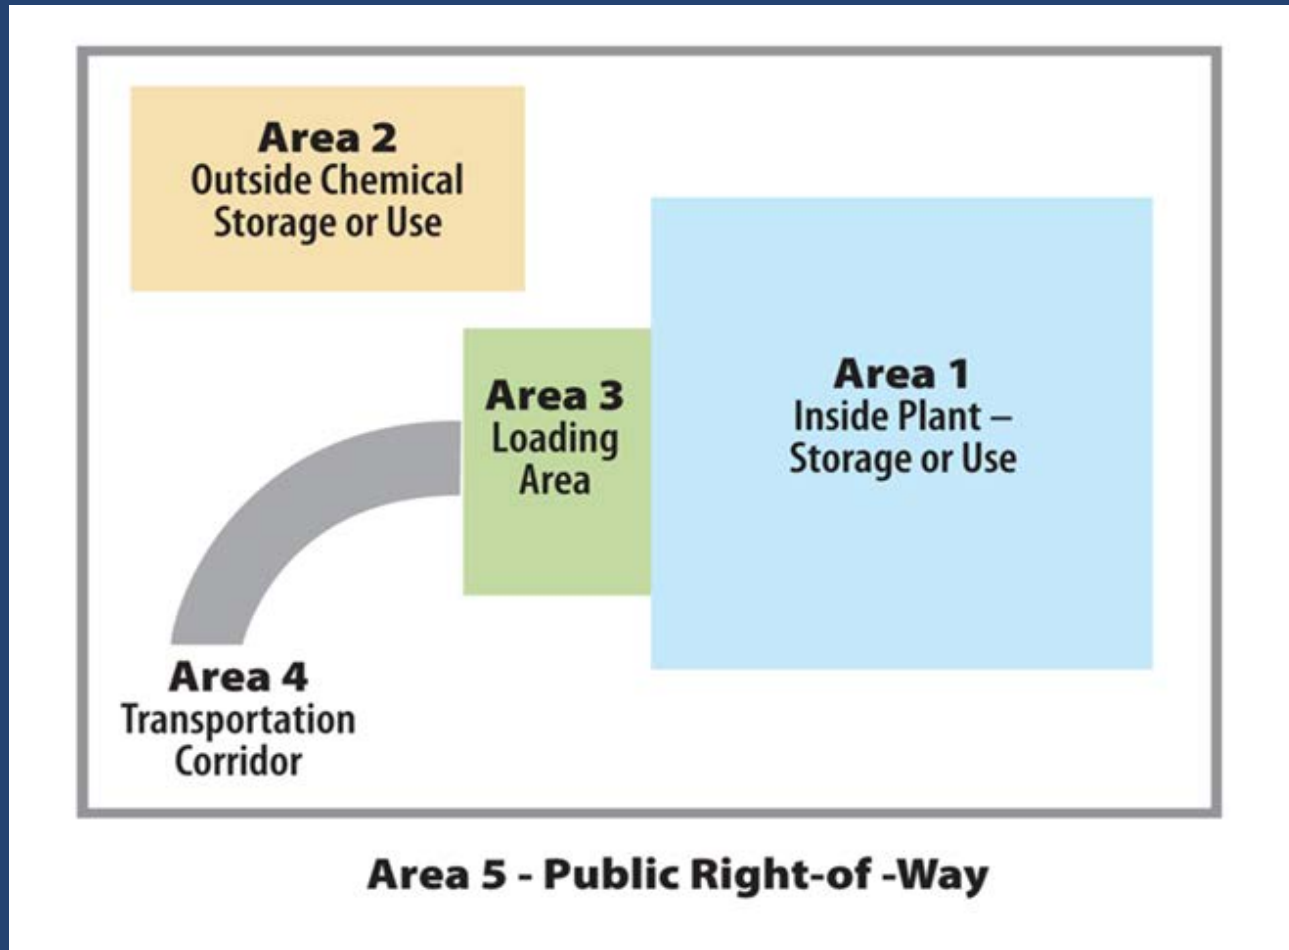 Area 2
Outside Chemical
Storage or Use
Area 3
Loading
Area
Area 1
Inside Plant –
Storage or Use
Area 4
Transportation
Corridor
Area 5 - Public Right-of -Way